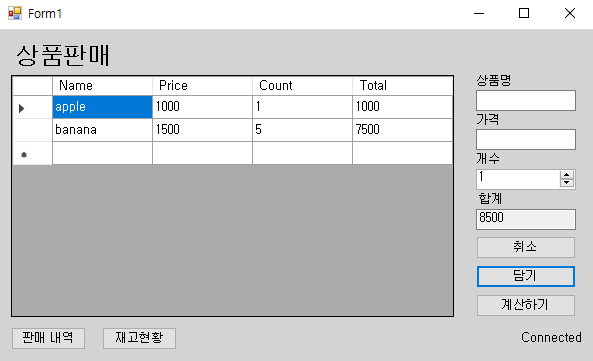 Form1
상품판매
Name Price Count Total
apple 1000 1 1000
banana 1500 5 7500
상품명
가격
개수
1
합계
8500
취소
담기
계산하기
판매 내역 재고현황
Connected